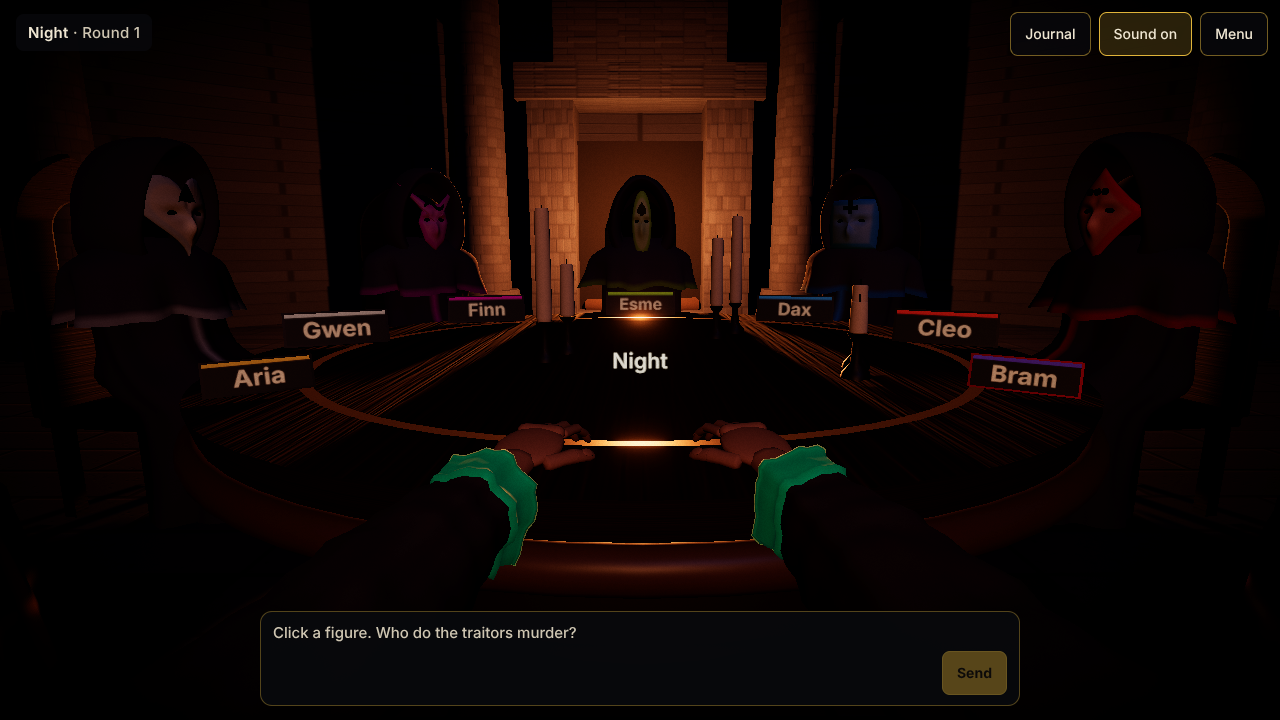 Night · Round 1
Journal
Sound on
Menu
Finn
Esme
Dax
Gwen
Cleo
Aria
Night
Bram
Click a figure. Who do the traitors murder?
Send